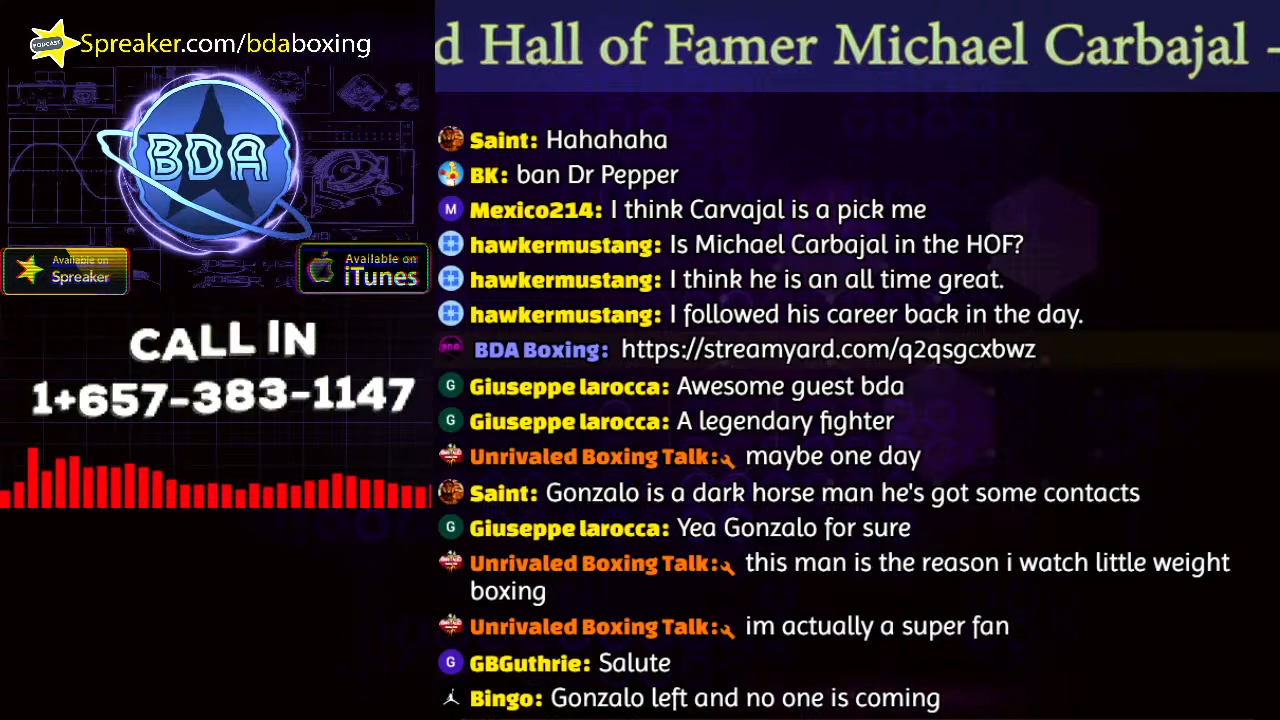 PODCAST
Spreaker.com/bdaboxing
d Hall of Famer Michael Carbajal -
BDA
Available on
Spreaker
Available on
iTunes
CALL IN
1+657-383-1147
Saint: Hahahaha
BK: ban Dr Pepper
M Mexico214: I think Carvajal is a pick me
hawkermustang: Is Michael Carbajal in the HOF?
hawkermustang: I think he is an all time great.
hawkermustang: I followed his career back in the day.
BDA BDA Boxing: https://streamyard.com/q2qsgcxbwz
G Giuseppe Iarocca: Awesome guest bda
G Giuseppe Iarocca: A legendary fighter
Unrivaled Boxing Talk: maybe one day
Saint: Gonzalo is a dark horse man he's got some contacts
G Giuseppe Iarocca: Yea Gonzalo for sure
Unrivaled Boxing Talk: this man is the reason i watch little weight
boxing
Unrivaled Boxing Talk: im actually a super fan
G GBGuthrie: Salute
Bingo: Gonzalo left and no one is coming